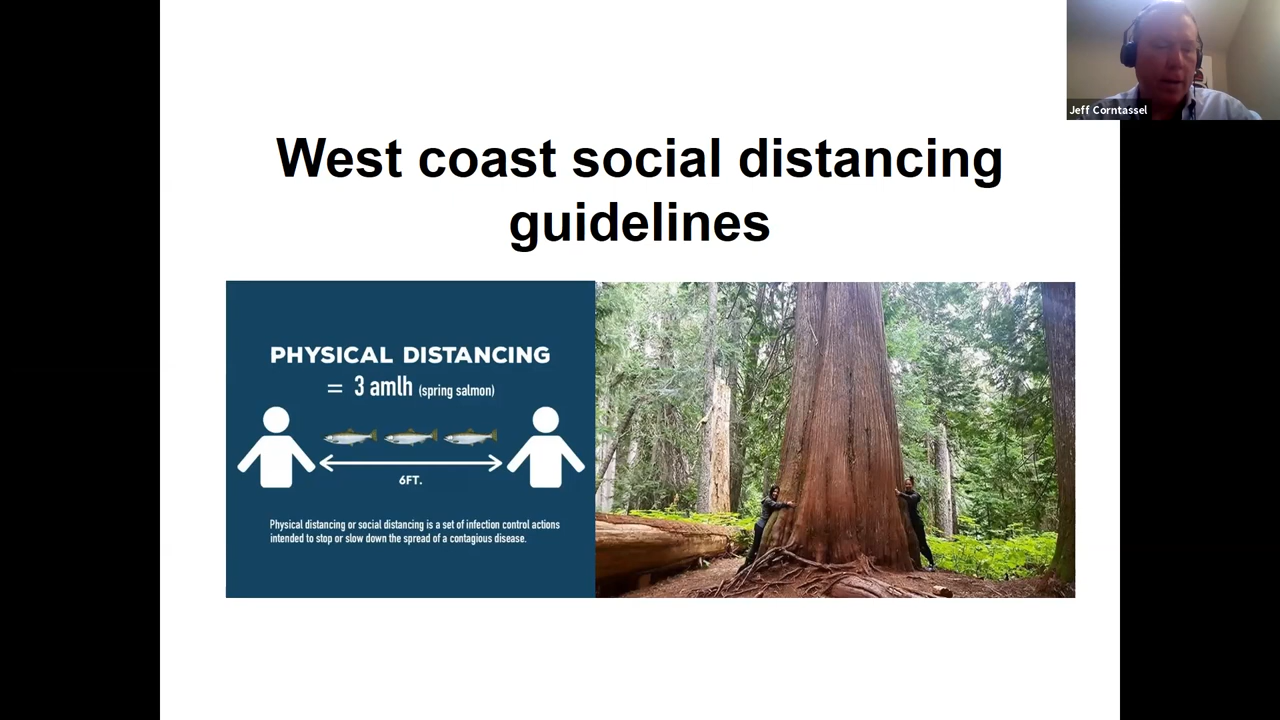 Jeff Corntassel
West coast social distancing
guidelines
PHYSICAL DISTANCING
= 3 amlh (spring salmon)
6FT.
Physical distancing or social distancing is a set of infection control actions
intended to stop or slow down the spread of a contagious disease.